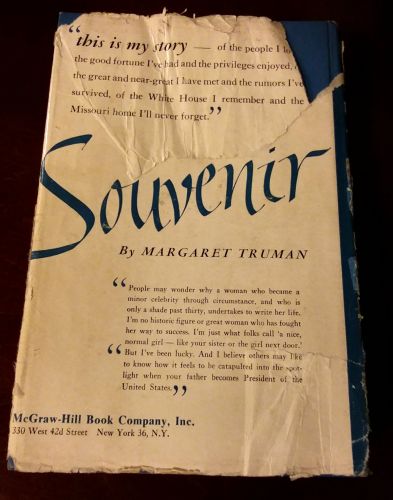 “this is my story — of the people I
the good fortune I've had and the privileges enjoyed,
the great and near-great I have met and the rumors I've
survived, of the White House I remember and the
Missouri home I'll never forget.”
Souvenir
By MARGARET TRUMAN
“People may wonder why a woman who became a
minor celebrity through circumstance, and who is
only a shade past thirty, undertakes to write her life.
I'm no historic figure or great woman who has fought
her way to success. I'm just what folks call ‘a nice,
normal girl — like your sister or the girl next door.’
“But I've been lucky. And I believe others may like
to know how it feels to be catapulted into the spot-
light when your father becomes President of the
United States.”
McGraw-Hill Book Company, Inc.
330 West 42d Street New York 36, N.Y.